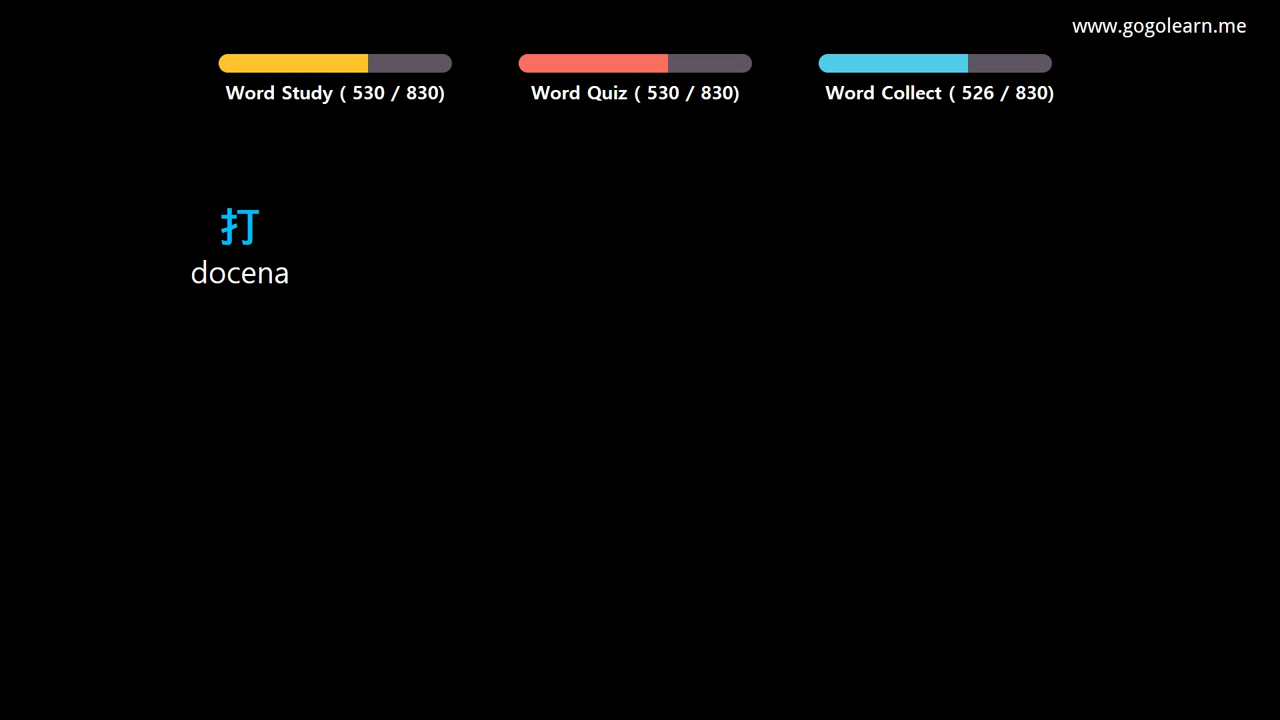 www.gogolearn.me
Word Study ( 530 / 830)
Word Quiz ( 530 / 830)
Word Collect ( 526 / 830)
打
docena